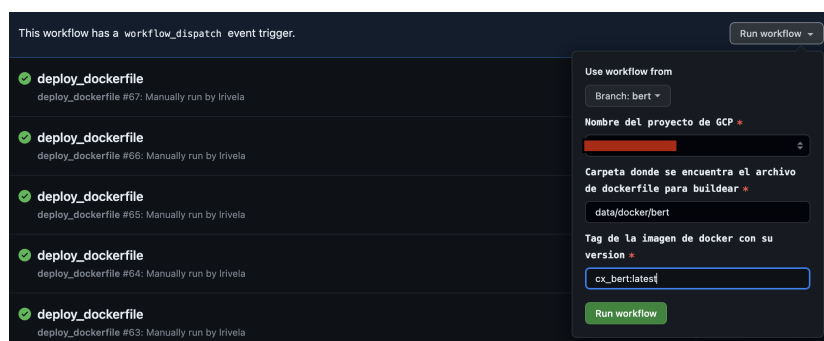 This workflow has a workflow_dispatch event trigger.
Run workflow
deploy_dockerfile
deploy_dockerfile #67: Manually run by lrivela
deploy_dockerfile
deploy_dockerfile #66: Manually run by lrivela
deploy_dockerfile
deploy_dockerfile #65: Manually run by lrivela
deploy_dockerfile
deploy_dockerfile #64: Manually run by lrivela
deploy_dockerfile
deploy_dockerfile #63: Manually run by lrivela
Use workflow from
Branch: bert
Nombre del proyecto de GCP *
Carpeta donde se encuentra el archivo
de dockerfile para buildear *
data/docker/bert
Tag de la imagen de docker con su
version *
cx_bert:latest
Run workflow